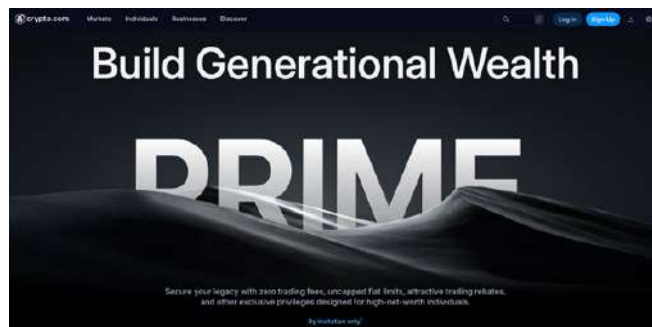 crypto.com Markets Individuals Businesses Discover Log In Sign Up
Build Generational Wealth
PRIME
Secure your legacy with zero trading fees, uncapped fiat limits, attractive trading rebates,
and other exclusive privileges designed for high-net-worth individuals.
By invitation only¹